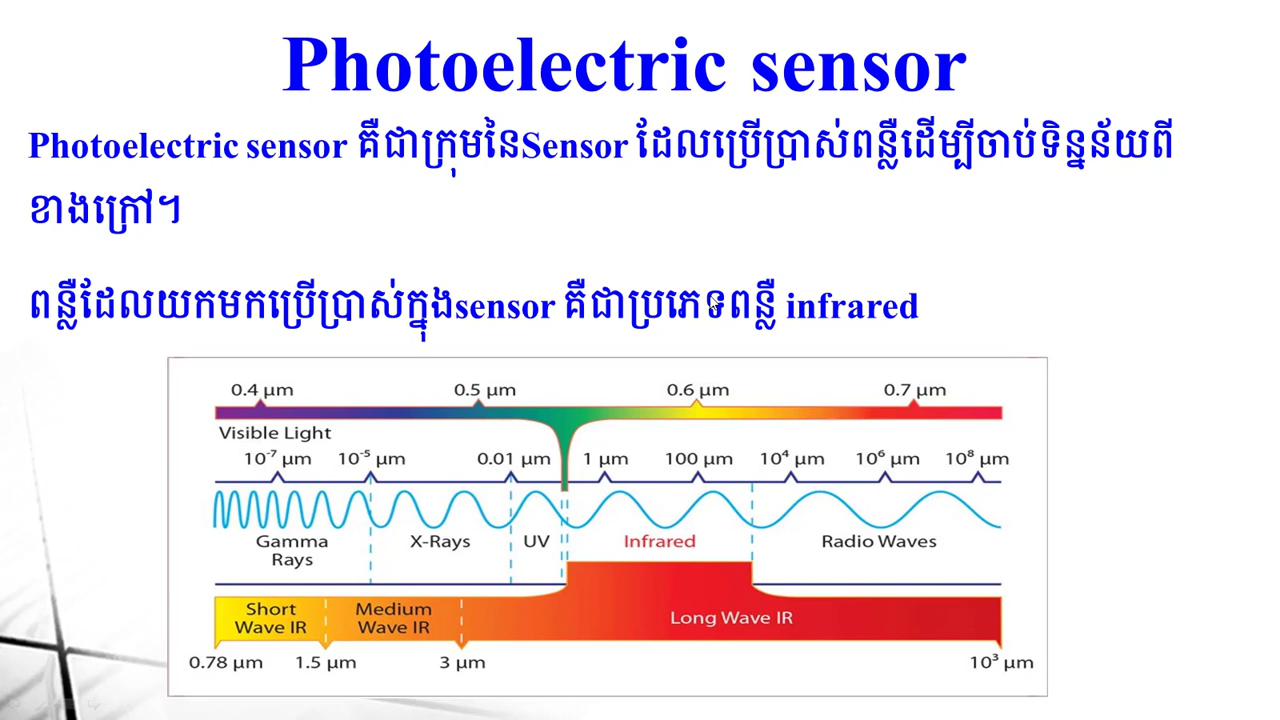 Photoelectric sensor
Photoelectric sensor គឺជាក្រុមនៃSensor ដែលប្រើប្រាស់ពន្លឺដើម្បីចាប់ទិន្នន័យពី
ខាងក្រៅ។
ពន្លឺដែលយកមកប្រើប្រាស់ក្នុងsensor គឺជាប្រភេទពន្លឺ infrared
0.4 µm 0.5 µm 0.6 µm 0.7 µm
Visible Light
10⁻⁷ µm 10⁻⁵ µm 0.01 µm 1 µm 100 µm 10⁴ µm 10⁶ µm 10⁸ µm
Gamma Rays X-Rays UV Infrared Radio Waves
Short Wave IR Medium Wave IR Long Wave IR
0.78 µm 1.5 µm 3 µm 10³ µm